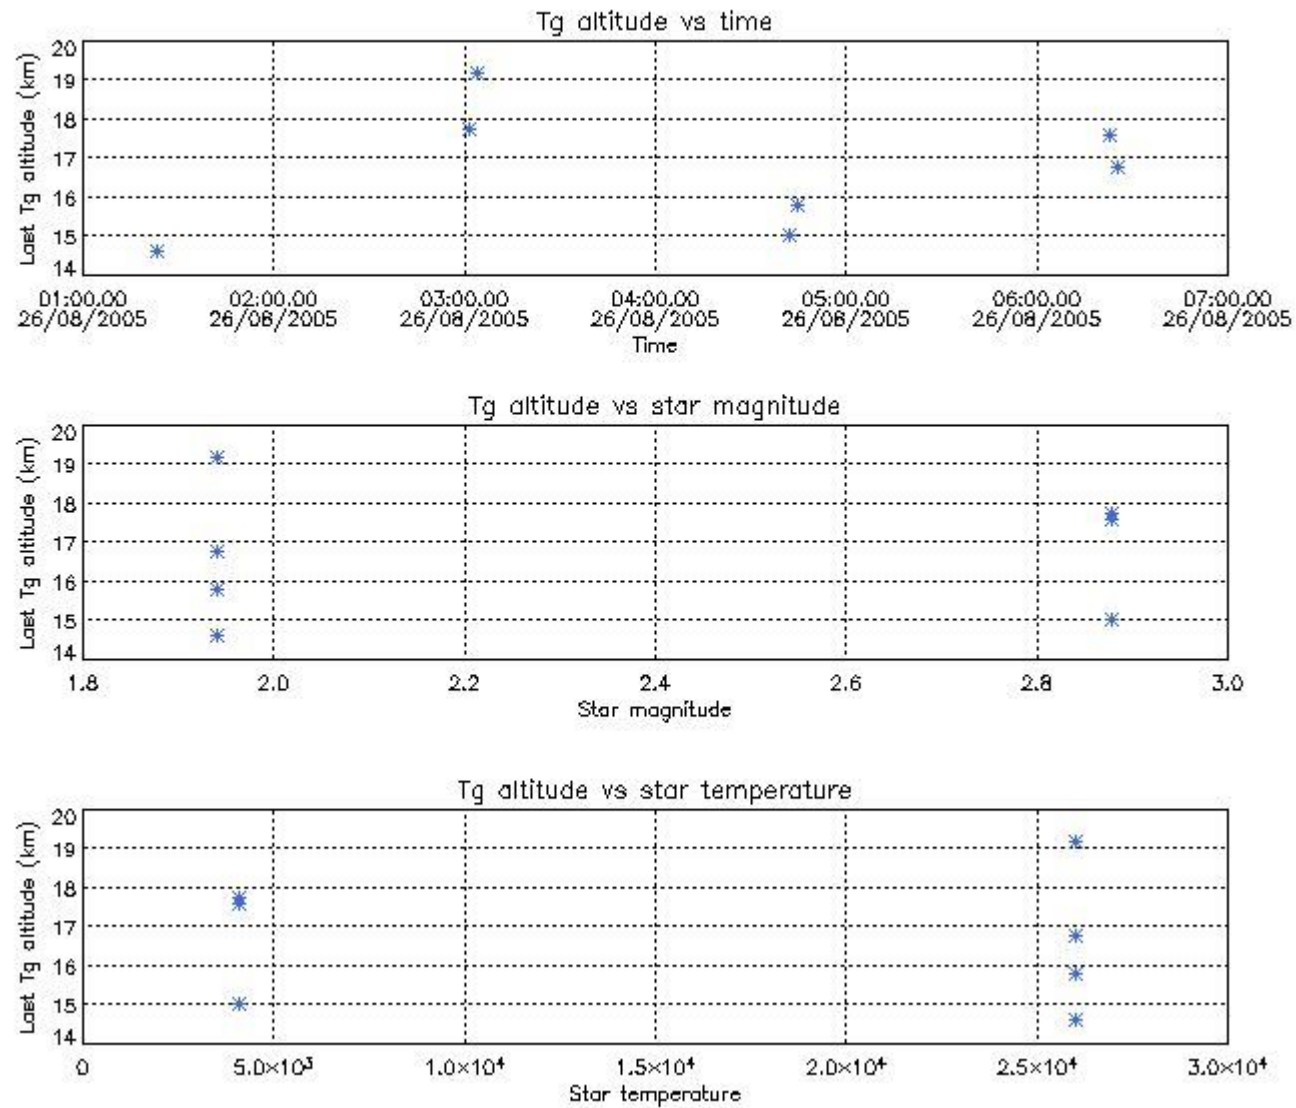 Tg altitude vs time
Last Tg altitude (km)
20
19
18
17
16
15
14
01:00.00 02:00.00 03:00.00 04:00.00 05:00.00 06:00.00 07:00.00
26/08/2005 26/08/2005 26/08/2005 26/08/2005 26/08/2005 26/08/2005 26/08/2005
Time
Tg altitude vs star magnitude
Last Tg altitude (km)
20
19
18
17
16
15
14
1.8 2.0 2.2 2.4 2.6 2.8 3.0
Star magnitude
Tg altitude vs star temperature
Last Tg altitude (km)
20
19
18
17
16
15
14
0 5.0×10³ 1.0×10⁴ 1.5×10⁴ 2.0×10⁴ 2.5×10⁴ 3.0×10⁴
Star temperature